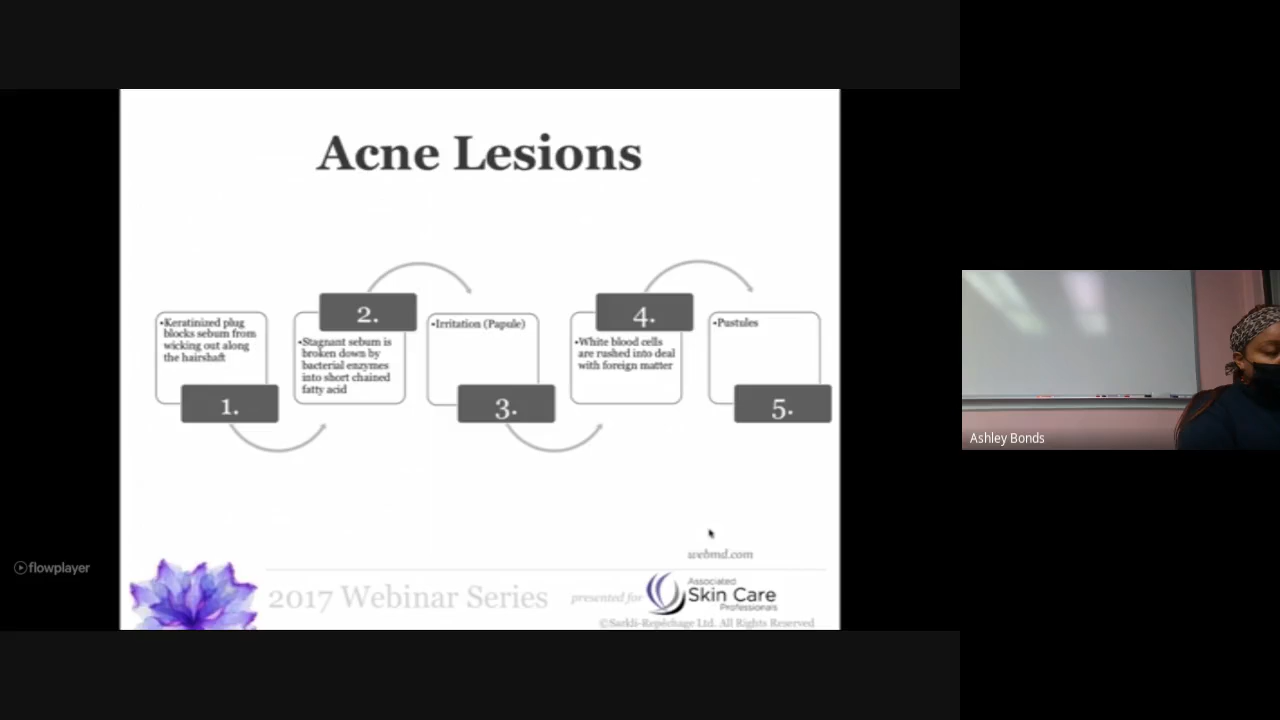 Acne Lesions
•Keratinized plug
blocks sebum from
wicking out along
the hairshaft
1.
2.
•Stagnant sebum is
broken down by
bacterial enzymes
into short chained
fatty acid
•Irritation (Papule)
3.
4.
•White blood cells
are rushed into deal
with foreign matter
•Pustules
5.
webmd.com
2017 Webinar Series
presented for
Associated
Skin Care
Professionals
©Sarkli-Repéchage Ltd. All Rights Reserved
flowplayer
Ashley Bonds